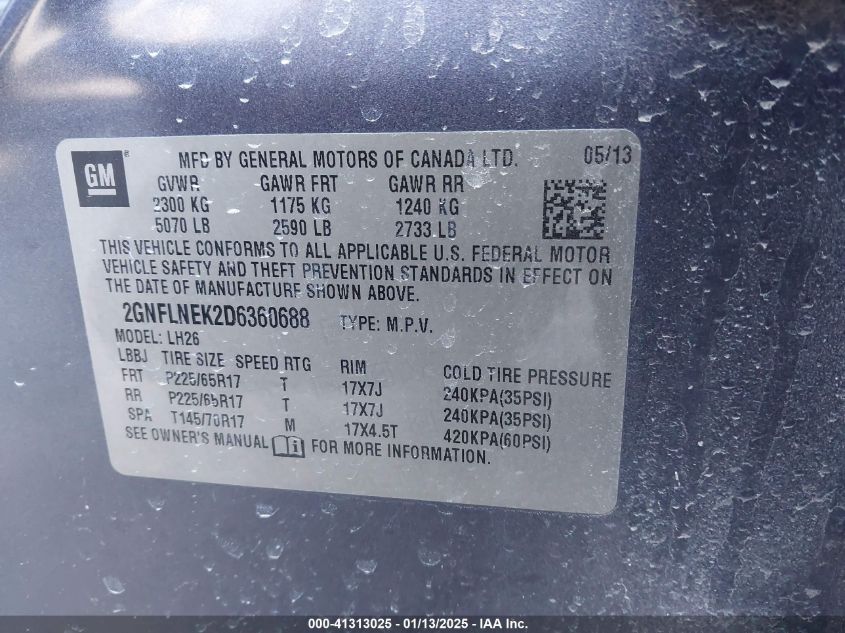 GM
MFD BY GENERAL MOTORS OF CANADA LTD. 05/13
GVWR GAWR FRT GAWR RR
2300 KG 1175 KG 1240 KG
5070 LB 2590 LB 2733 LB
THIS VEHICLE CONFORMS TO ALL APPLICABLE U.S. FEDERAL MOTOR
VEHICLE SAFETY AND THEFT PREVENTION STANDARDS IN EFFECT ON
THE DATE OF MANUFACTURE SHOWN ABOVE.
2GNFLNEK2D6360688 TYPE: M.P.V.
MODEL: LH26
LBBJ TIRE SIZE SPEED RTG RIM COLD TIRE PRESSURE
FRT P225/65R17 T 17X7J 240KPA(35PSI)
RR P225/65R17 T 17X7J 240KPA(35PSI)
SPA T145/70R17 M 17X4.5T 420KPA(60PSI)
SEE OWNER'S MANUAL FOR MORE INFORMATION.
000-41313025 - 01/13/2025 - IAA Inc.